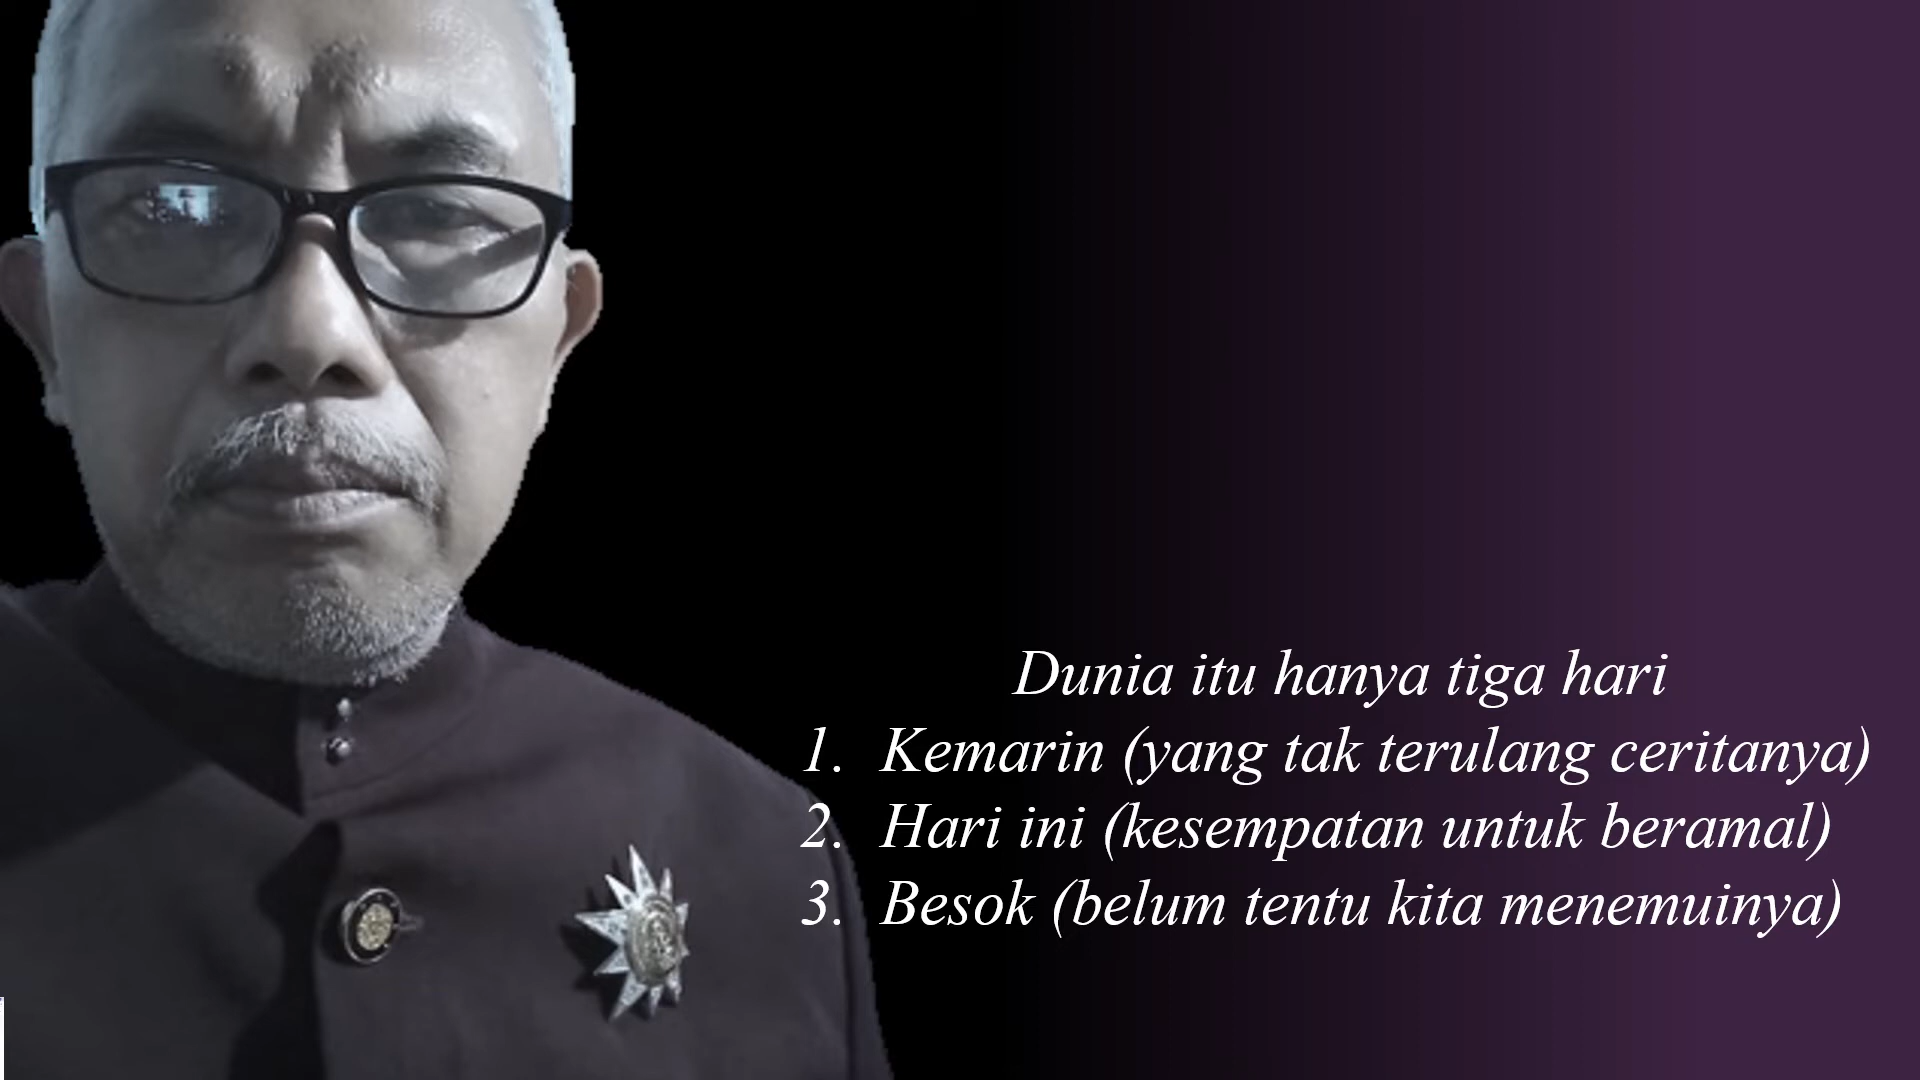 Dunia itu hanya tiga hari
1. Kemarin (yang tak terulang ceritanya)
2. Hari ini (kesempatan untuk beramal)
3. Besok (belum tentu kita menemuinya)